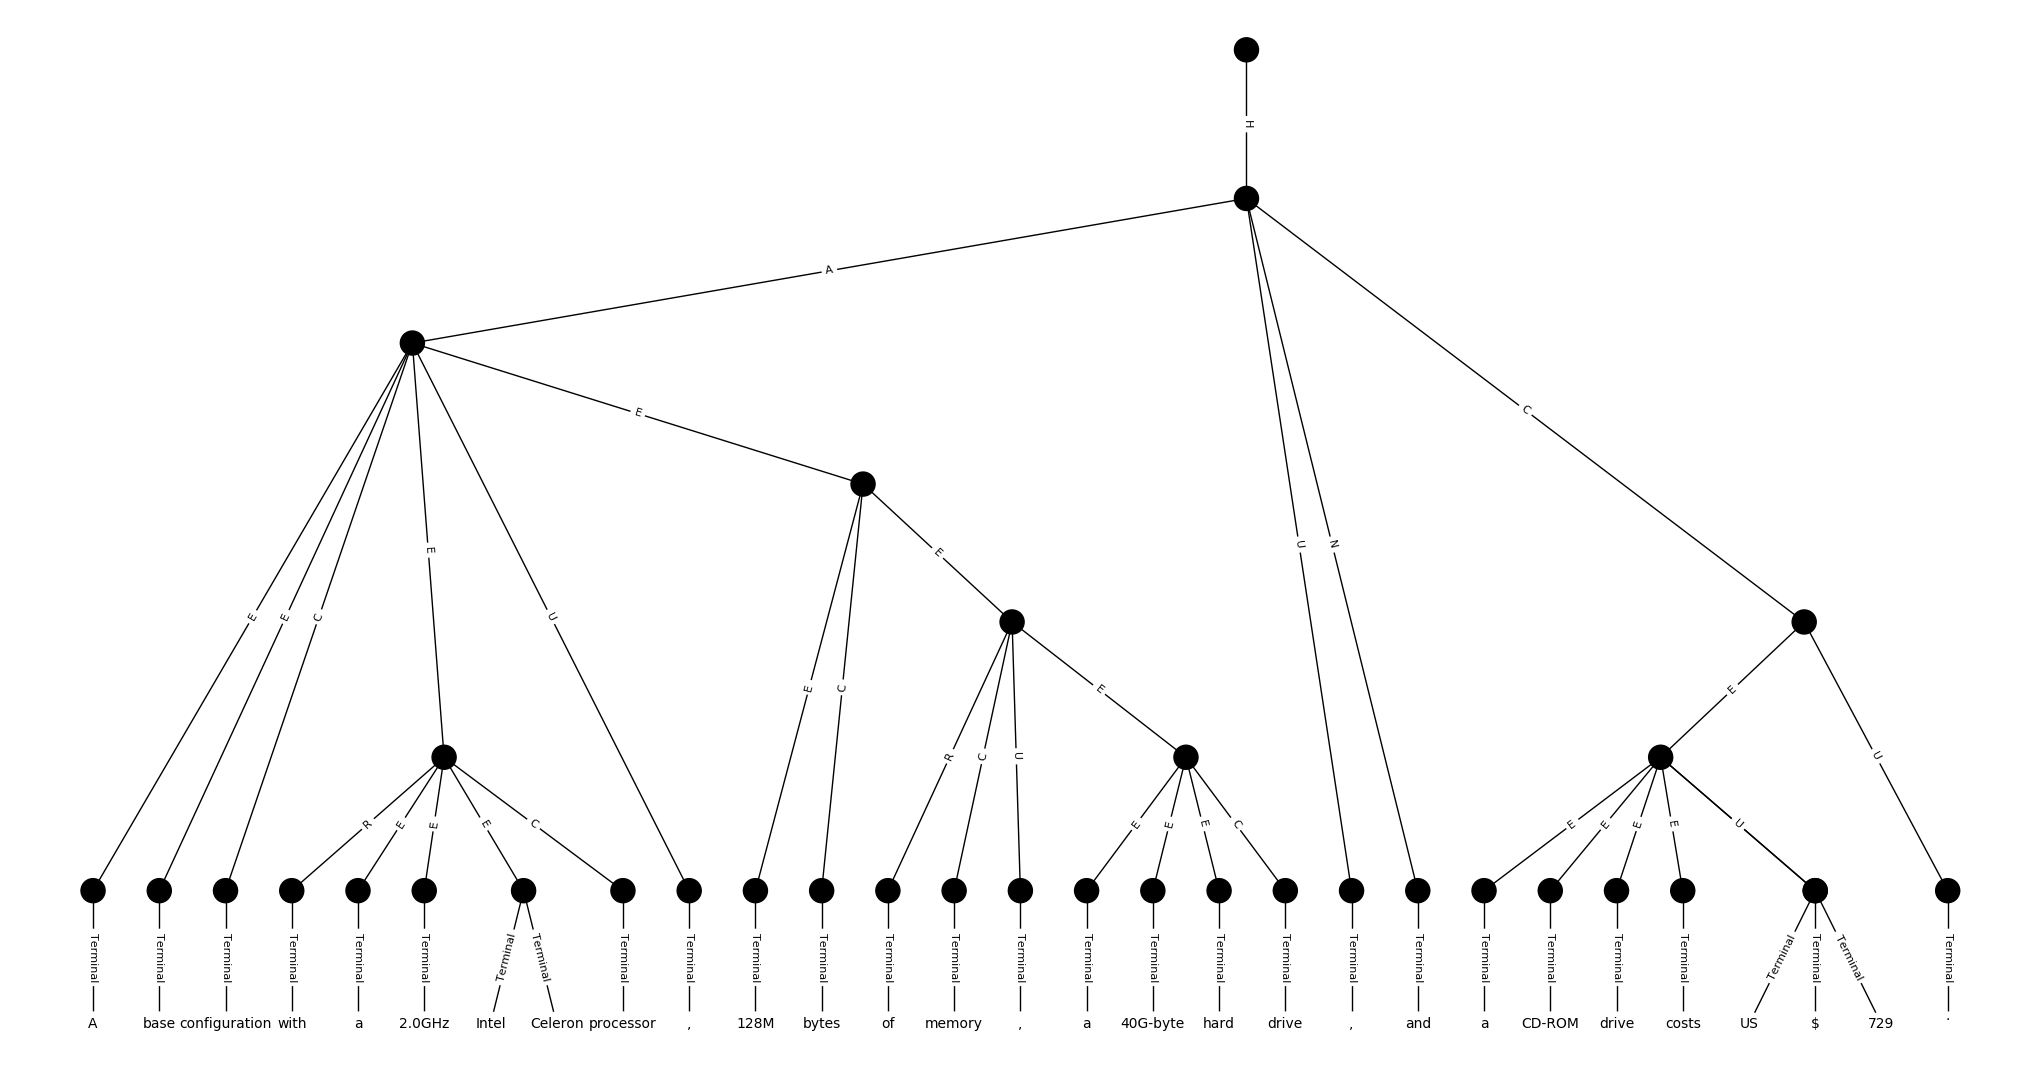 H
A
E
C
E E C E U U N
E C E E U
R C U E
R E E E C E E E C E E E E U
Terminal Terminal Terminal Terminal Terminal Terminal Terminal Terminal Terminal Terminal Terminal Terminal Terminal Terminal Terminal Terminal Terminal Terminal Terminal Terminal Terminal Terminal Terminal Terminal Terminal Terminal Terminal Terminal Terminal
A base configuration with a 2.0GHz Intel Celeron processor , 128M bytes of memory , a 40G-byte hard drive , and a CD-ROM drive costs US $ 729 .